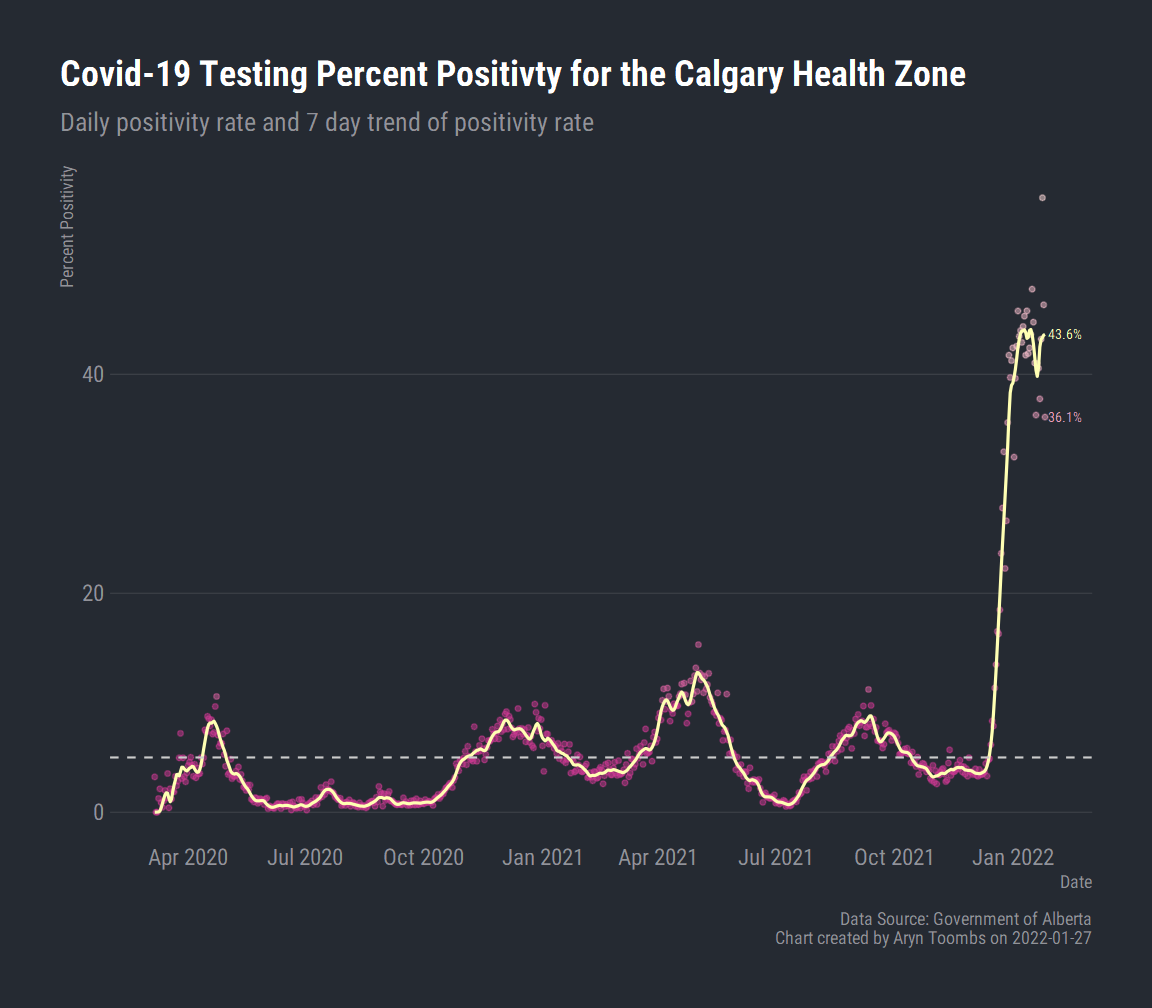 Covid-19 Testing Percent Positivty for the Calgary Health Zone
Daily positivity rate and 7 day trend of positivity rate
Percent Positivity
43.6%
40
36.1%
20
0
Apr 2020 Jul 2020 Oct 2020 Jan 2021 Apr 2021 Jul 2021 Oct 2021 Jan 2022
Date
Data Source: Government of Alberta
Chart created by Aryn Toombs on 2022-01-27